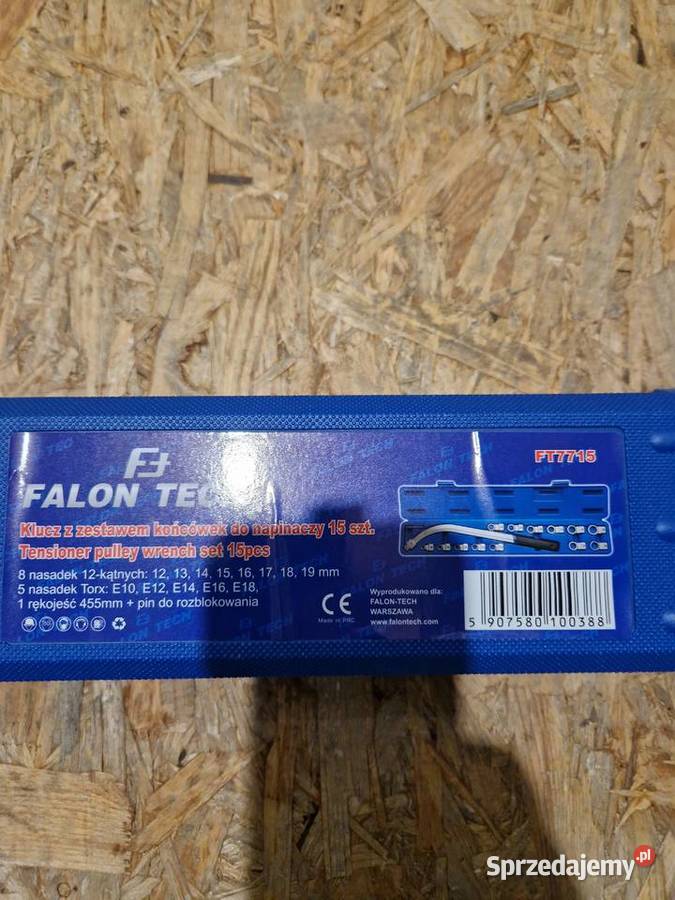 FALON TECH
FT7715
Klucz z zestawem końcówek do napinaczy 15 szt.
Tensioner pulley wrench set 15pcs
8 nasadek 12-kątnych: 12, 13, 14, 15, 16, 17, 18, 19 mm
5 nasadek Torx: E10, E12, E14, E16, E18,
1 rękojeść 455mm + pin do rozblokowania
CE
Made in PRC
Wyprodukowano dla:
FALON-TECH
WARSZAWA
www.falontech.com
5 907580 100388
FALON TECH
Sprzedajemy.pl